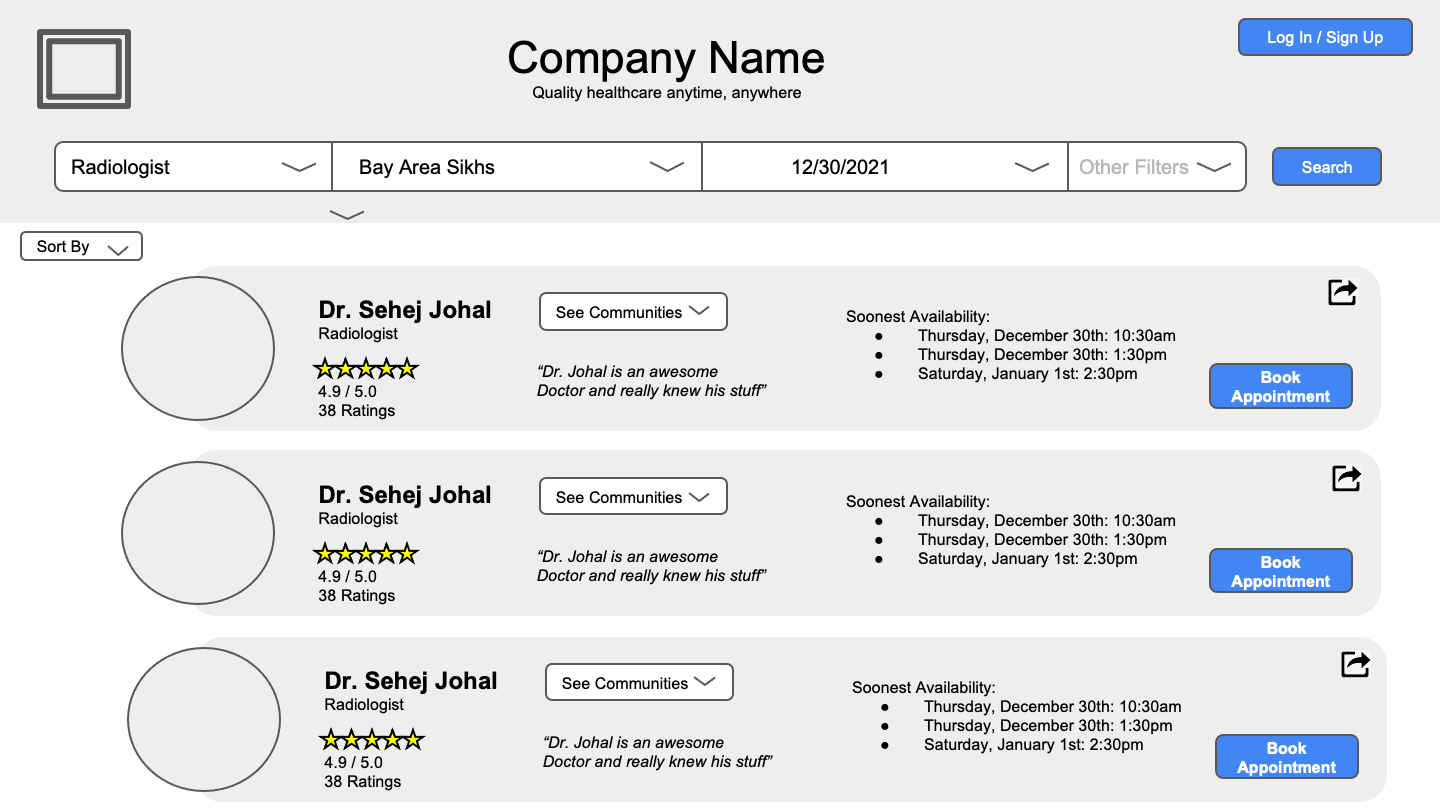 Log In / Sign Up
Company Name
Quality healthcare anytime, anywhere
Radiologist
Bay Area Sikhs
12/30/2021
Other Filters
Search
Sort By
Dr. Sehej Johal
Radiologist
4.9 / 5.0
38 Ratings
See Communities
“Dr. Johal is an awesome
Doctor and really knew his stuff”
Soonest Availability:
● Thursday, December 30th: 10:30am
● Thursday, December 30th: 1:30pm
● Saturday, January 1st: 2:30pm
Book
Appointment
Dr. Sehej Johal
Radiologist
4.9 / 5.0
38 Ratings
See Communities
“Dr. Johal is an awesome
Doctor and really knew his stuff”
Soonest Availability:
● Thursday, December 30th: 10:30am
● Thursday, December 30th: 1:30pm
● Saturday, January 1st: 2:30pm
Book
Appointment
Dr. Sehej Johal
Radiologist
4.9 / 5.0
38 Ratings
See Communities
“Dr. Johal is an awesome
Doctor and really knew his stuff”
Soonest Availability:
● Thursday, December 30th: 10:30am
● Thursday, December 30th: 1:30pm
● Saturday, January 1st: 2:30pm
Book
Appointment